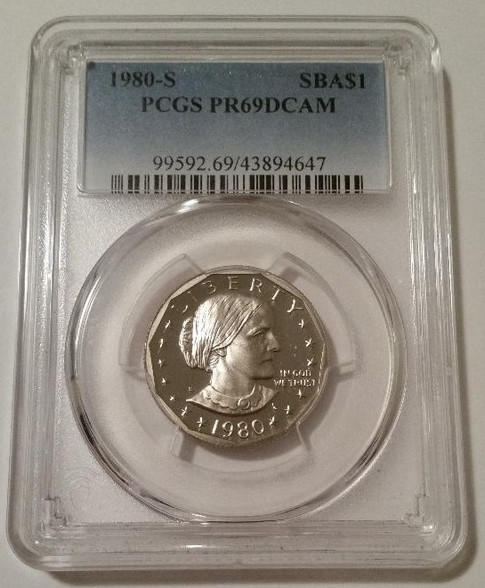 1980-S SBA$1
PCGS PR69DCAM
99592.69/43894647
LIBERTY
IN GOD
WE TRUST
1980